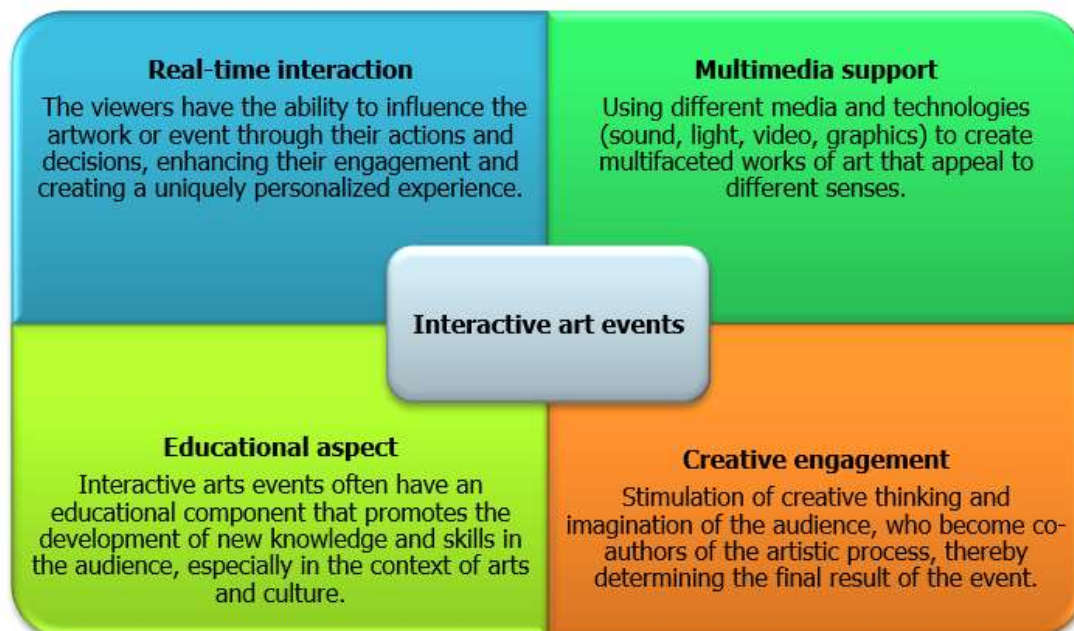 Real-time interaction
The viewers have the ability to influence the
artwork or event through their actions and
decisions, enhancing their engagement and
creating a uniquely personalized experience.
Multimedia support
Using different media and technologies
(sound, light, video, graphics) to create
multifaceted works of art that appeal to
different senses.
Interactive art events
Educational aspect
Interactive arts events often have an
educational component that promotes the
development of new knowledge and skills in
the audience, especially in the context of arts
and culture.
Creative engagement
Stimulation of creative thinking and
imagination of the audience, who become co-
authors of the artistic process, thereby
determining the final result of the event.